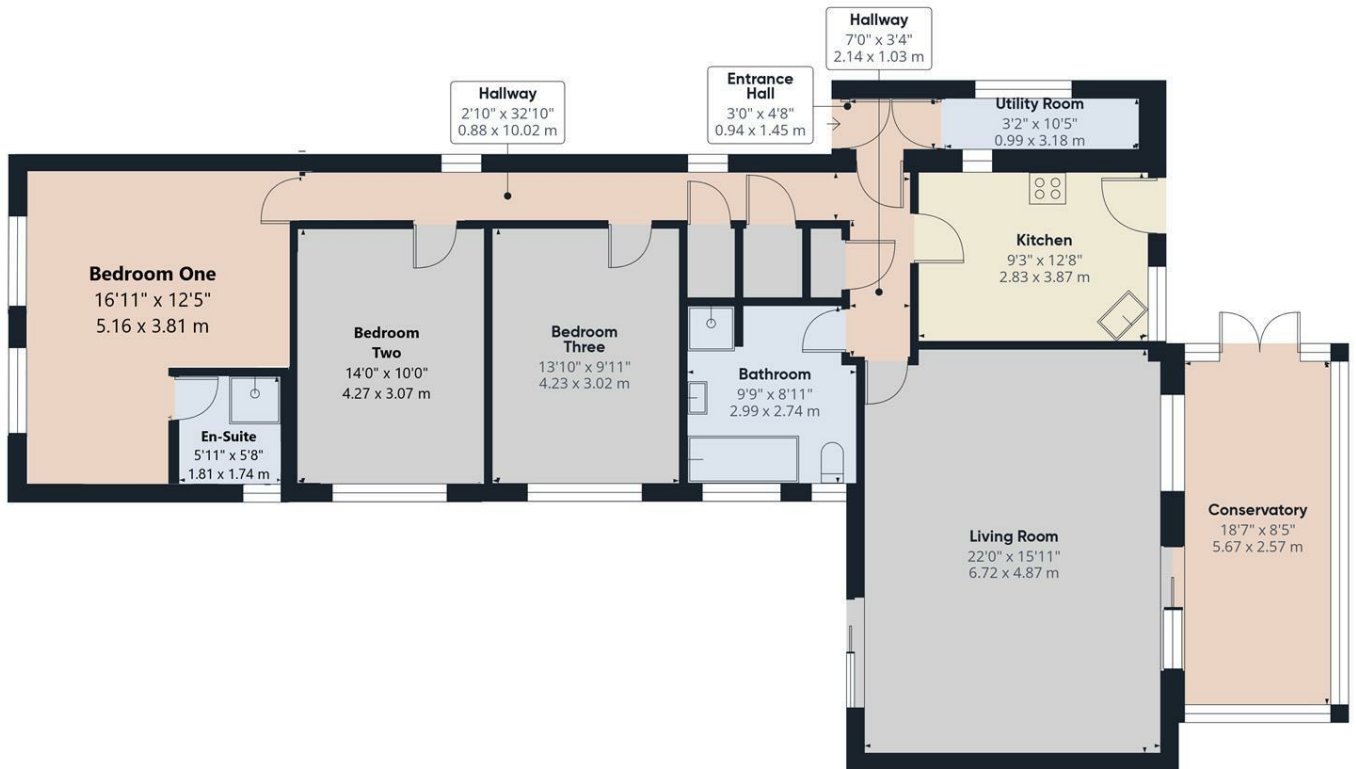 Hallway
7'0" x 3'4"
2.14 x 1.03 m
Entrance
Hall
3'0" x 4'8"
0.94 x 1.45 m
Hallway
2'10" x 32'10"
0.88 x 10.02 m
Utility Room
3'2" x 10'5"
0.99 x 3.18 m
Kitchen
9'3" x 12'8"
2.83 x 3.87 m
Bedroom One
16'11" x 12'5"
5.16 x 3.81 m
Bedroom
Two
14'0" x 10'0"
4.27 x 3.07 m
Bedroom
Three
13'10" x 9'11"
4.23 x 3.02 m
Bathroom
9'9" x 8'11"
2.99 x 2.74 m
En-Suite
5'11" x 5'8"
1.81 x 1.74 m
Living Room
22'0" x 15'11"
6.72 x 4.87 m
Conservatory
18'7" x 8'5"
5.67 x 2.57 m